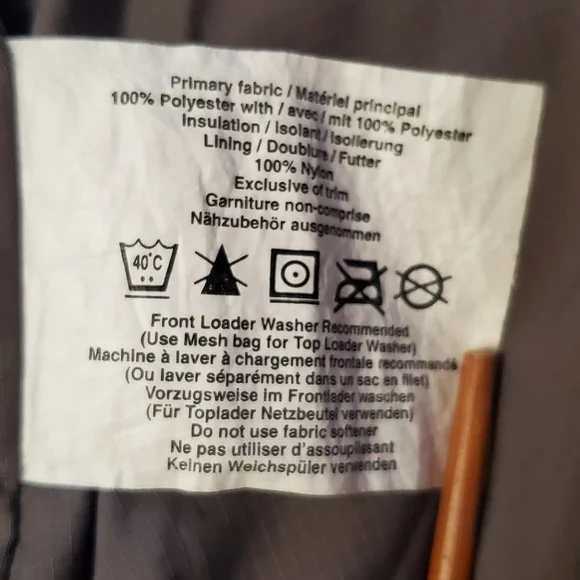 Primary fabric / Matériel principal
100% Polyester with / avec / mit 100% Polyester
Insulation / Isolant / Isolierung
Lining / Doublure / Futter
100% Nylon
Exclusive of trim
Garniture non-comprise
Nähzubehör ausgenommen
40°C
Front Loader Washer Recommended
(Use Mesh bag for Top Loader Washer)
Machine à laver à chargement frontale recommandé
(Ou laver séparément dans un sac en filet)
Vorzugsweise im Frontlader waschen
(Für Toplader Netzbeutel verwenden)
Do not use fabric softener
Ne pas utiliser d'assouplissant
Keinen Weichspüler verwenden